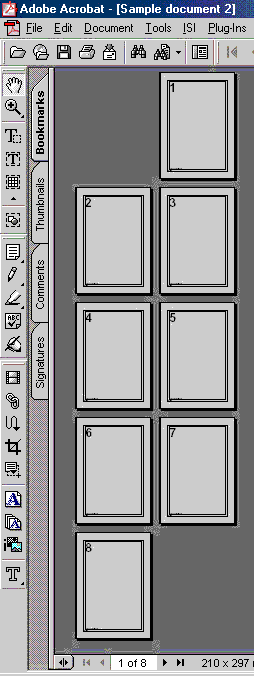 Adobe Acrobat - [Sample document 2]
File Edit Document Tools ISI Plug-Ins
Bookmarks
Thumbnails
Comments
Signatures
1
2 3
4 5
6 7
8
1 of 8 210 x 297